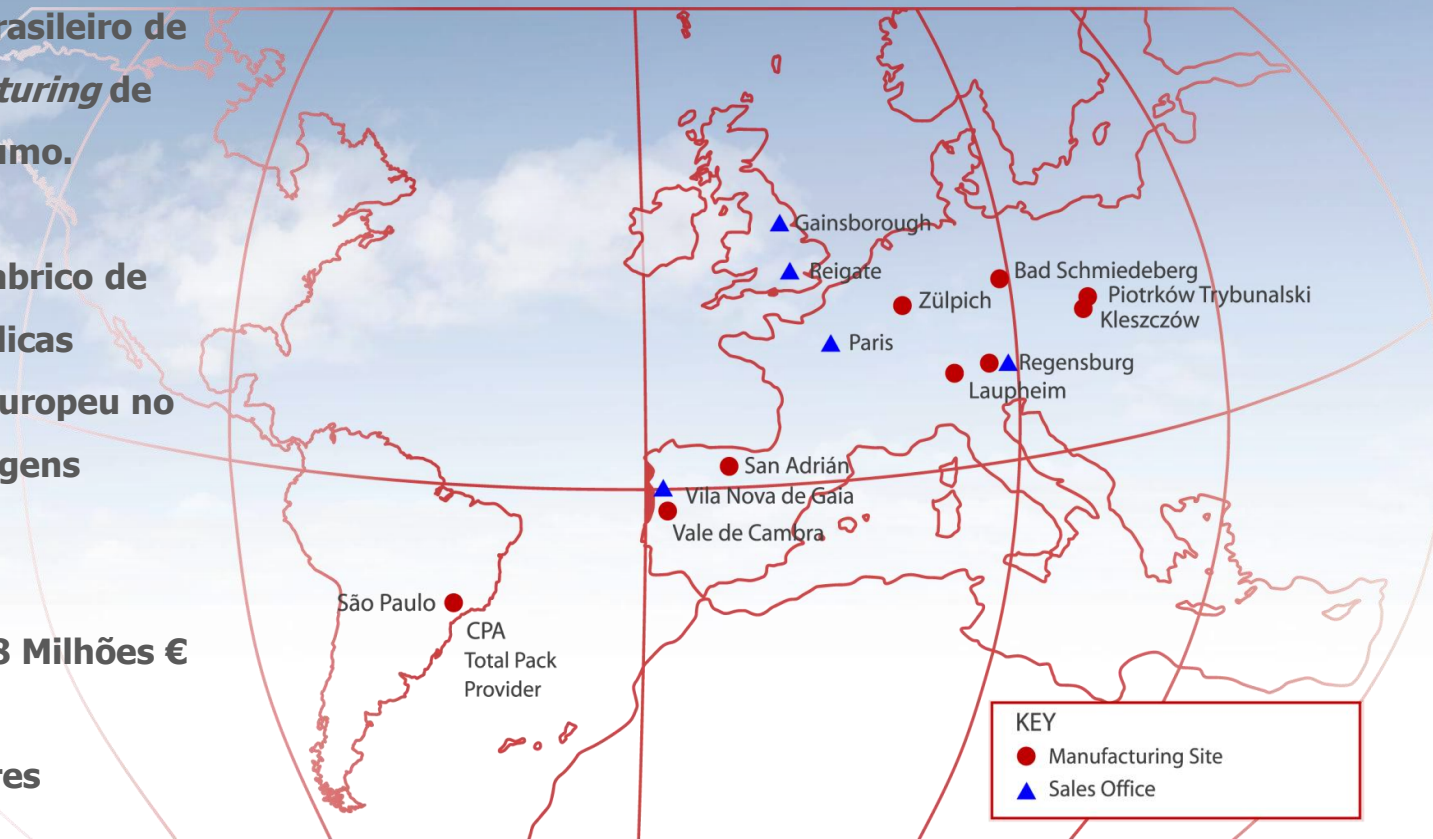 rasileiro de
turing de
umo.
abrico de
licas
uropeu no
gens
3 Milhões €
res
Gainsborough
Reigate
Paris
Zülpich
Bad Schmiedeberg
Piotrków Trybunalski
Kleszczów
Regensburg
Laupheim
San Adrián
Vila Nova de Gaia
Vale de Cambra
São Paulo
CPA
Total Pack
Provider
KEY
Manufacturing Site
Sales Office